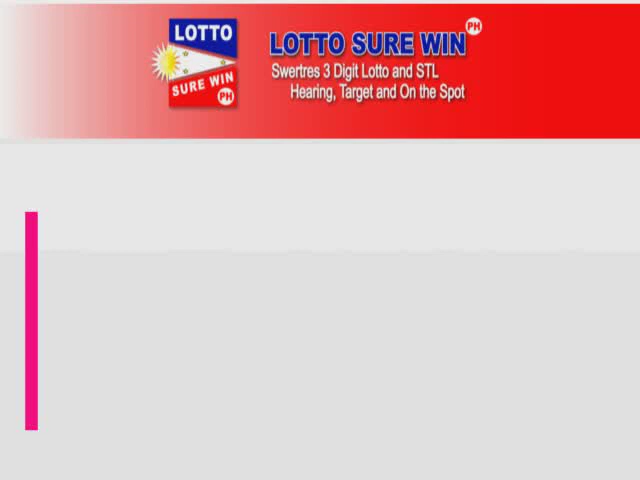 LOTTO
SURE WIN
PH
LOTTO SURE WIN PH
Swertres 3 Digit Lotto and STL
Hearing, Target and On the Spot